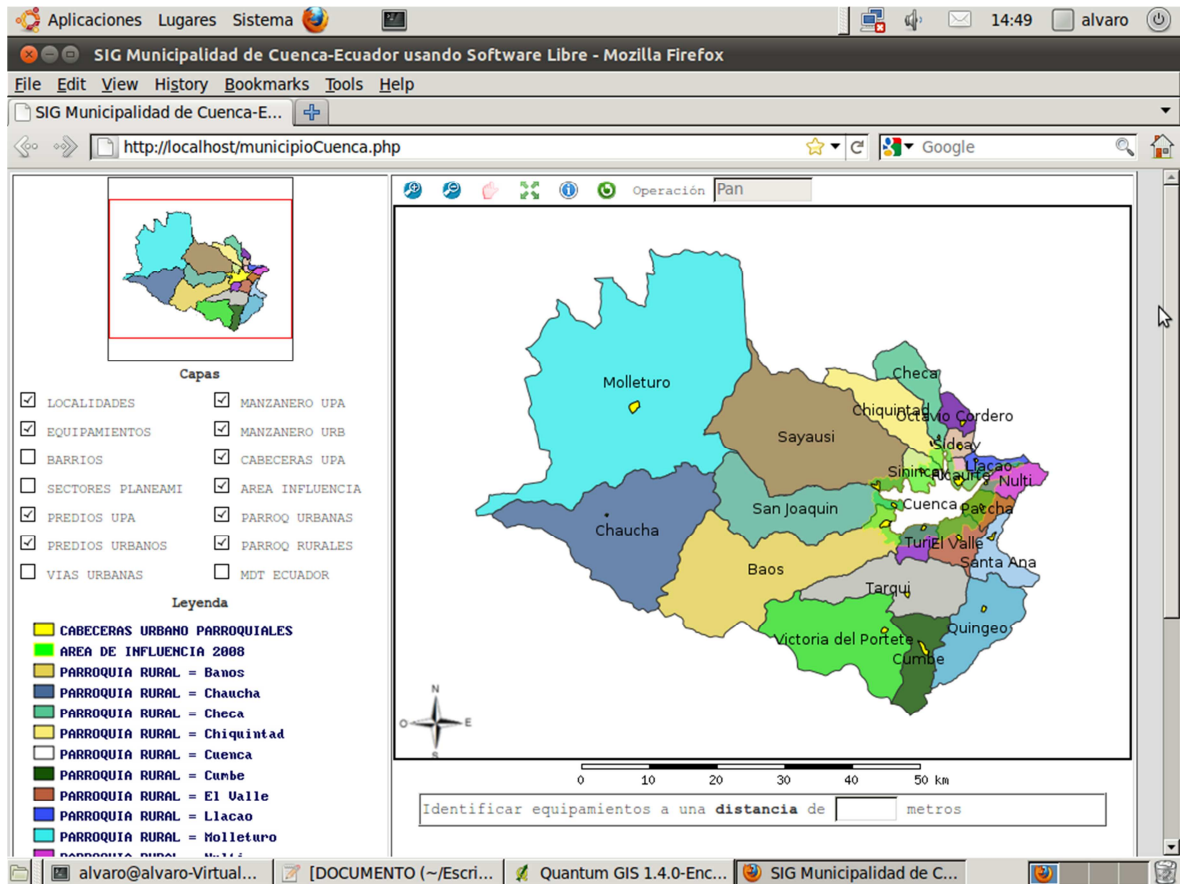 Aplicaciones Lugares Sistema 14:49 alvaro
SIG Municipalidad de Cuenca-Ecuador usando Software Libre - Mozilla Firefox
File Edit View History Bookmarks Tools Help
SIG Municipalidad de Cuenca-E...
http://localhost/municipioCuenca.php Google
Operación Pan
Capas
LOCALIDADES MANZANERO UPA
EQUIPAMIENTOS MANZANERO URB
BARRIOS CABECERAS UPA
SECTORES PLANEAMI AREA INFLUENCIA
PREDIOS UPA PARROQ URBANAS
PREDIOS URBANOS PARROQ RURALES
VIAS URBANAS MDT ECUADOR
Leyenda
CABECERAS URBANO PARROQUIALES
AREA DE INFLUENCIA 2008
PARROQUIA RURAL = Banos
PARROQUIA RURAL = Chaucha
PARROQUIA RURAL = Checa
PARROQUIA RURAL = Chiquintad
PARROQUIA RURAL = Cuenca
PARROQUIA RURAL = Cumbe
PARROQUIA RURAL = El Valle
PARROQUIA RURAL = Llacao
PARROQUIA RURAL = Molleturo
Checa
Molleturo
Chiquintad
Octavio Cordero
Sayausi
Sidcay
Llacao
Sinincay
Nulti
San Joaquin
Cuenca
Paccha
Chaucha
Turi
El Valle
Santa Ana
Baos
Tarqui
Quingeo
Victoria del Portete
Cumbe
N
O E
S
0 10 20 30 40 50 km
Identificar equipamientos a una distancia de metros
alvaro@alvaro-Virtual... [DOCUMENTO (~/Escri... Quantum GIS 1.4.0-Enc... SIG Municipalidad de C...